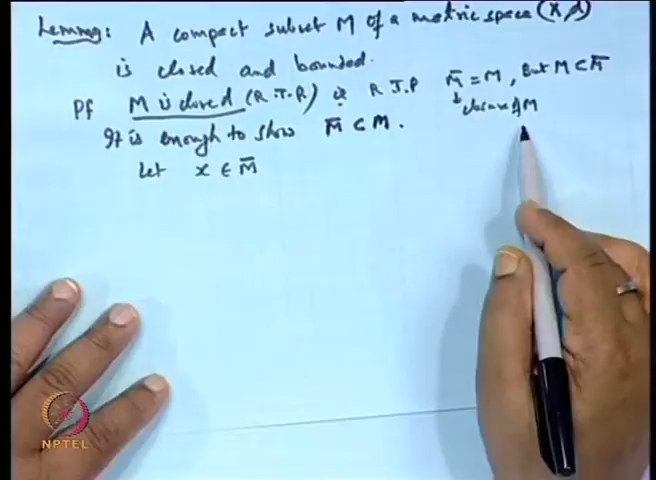 Lemma: A compact subset M of a metric space (X, d)
is closed and bounded.
Pf M is closed (R.T.P) is R.T.P M̄ = M, But M ⊂ M̄
closure of M
It is enough to show M̄ ⊂ M.
Let x ∈ M̄
NPTEL